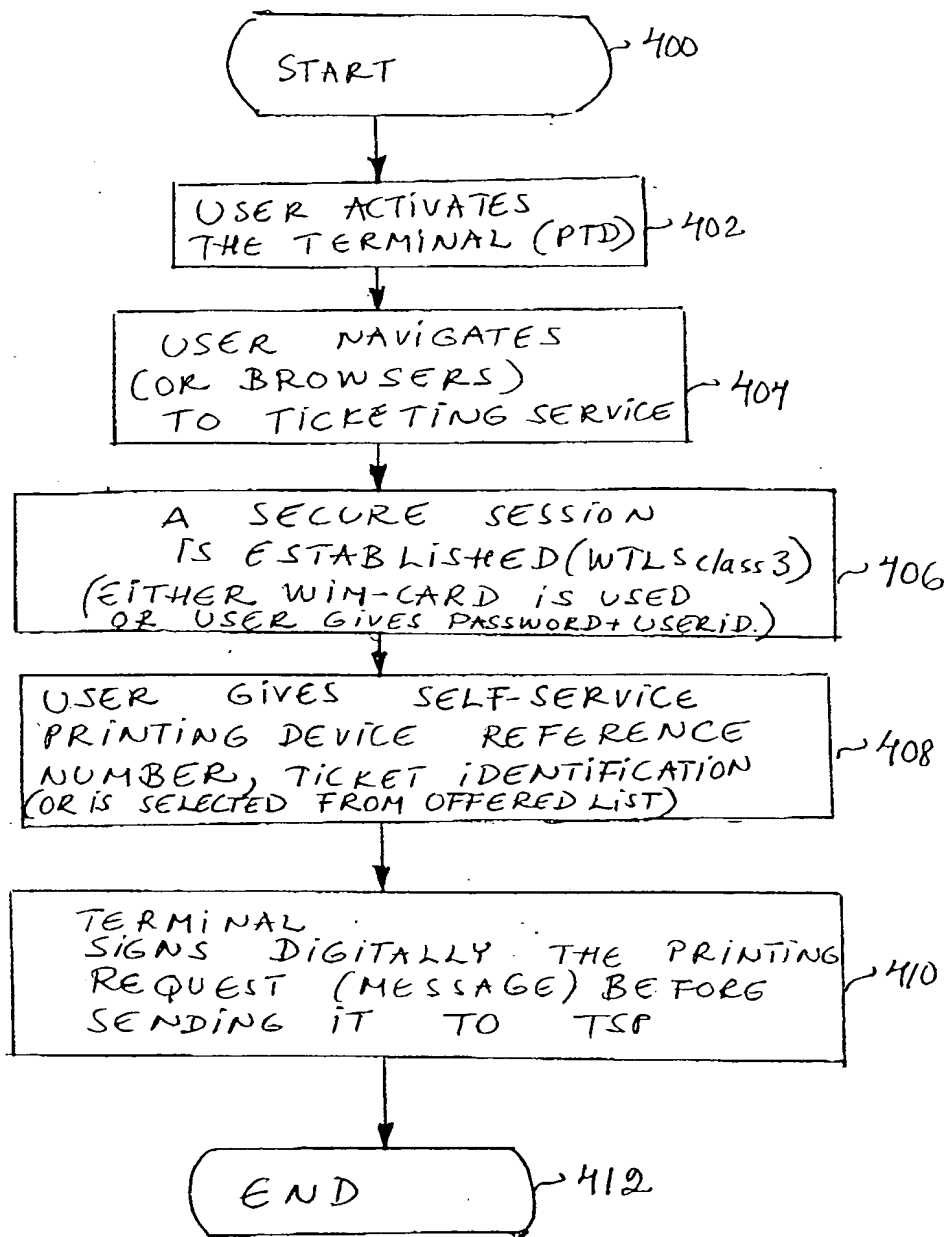 START
400
USER ACTIVATES
THE TERMINAL (PTD)
402
USER NAVIGATES
(OR BROWSERS)
TO TICKETING SERVICE
404
A SECURE SESSION
IS ESTABLISHED (WTLS class 3)
(EITHER WIM-CARD IS USED
OR USER GIVES PASSWORD + USERID.)
406
USER GIVES SELF-SERVICE
PRINTING DEVICE REFERENCE
NUMBER, TICKET IDENTIFICATION
(OR IS SELECTED FROM OFFERED LIST)
408
TERMINAL
SIGNS DIGITALLY THE PRINTING
REQUEST (MESSAGE) BEFORE
SENDING IT TO TSP
410
END
412